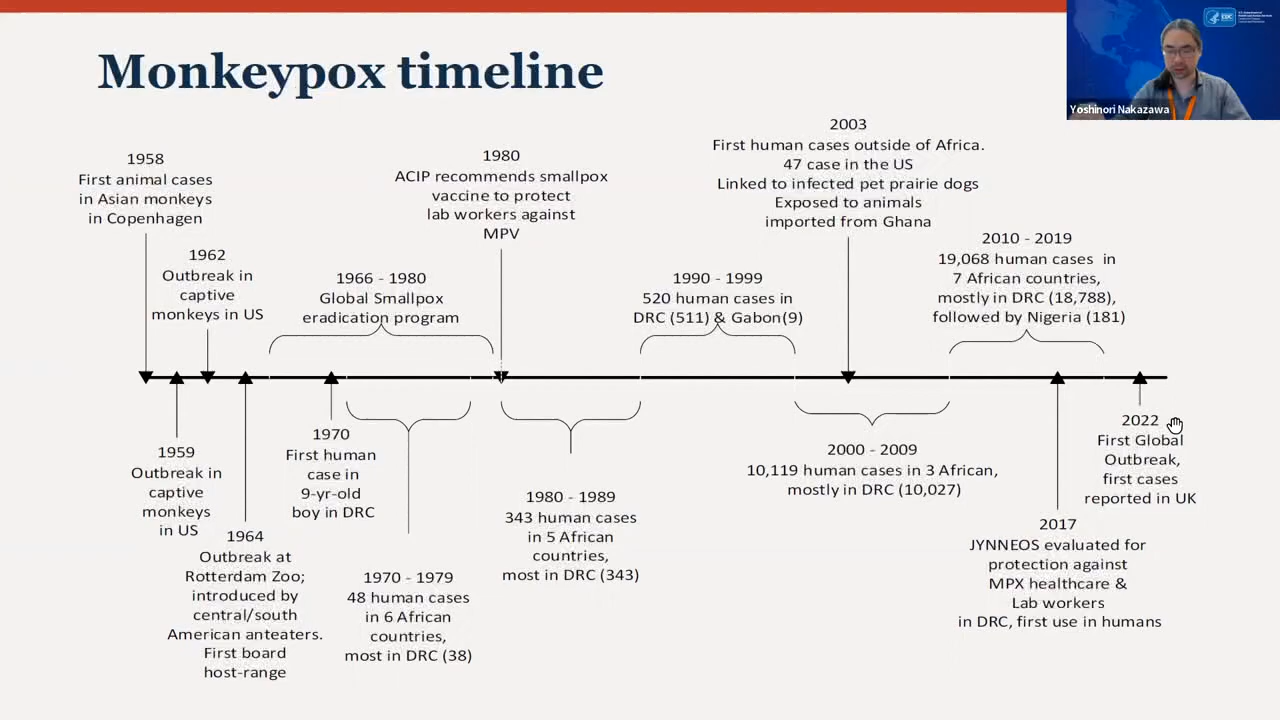 Monkeypox timeline
CDC
Yoshinori Nakazawa
1958
First animal cases
in Asian monkeys
in Copenhagen
1962
Outbreak in
captive
monkeys in US
1966 - 1980
Global Smallpox
eradication program
1980
ACIP recommends smallpox
vaccine to protect
lab workers against
MPV
1990 - 1999
520 human cases in
DRC (511) & Gabon(9)
2003
First human cases outside of Africa.
47 case in the US
Linked to infected pet prairie dogs
Exposed to animals
imported from Ghana
2010 - 2019
19,068 human cases in
7 African countries,
mostly in DRC (18,788),
followed by Nigeria (181)
1959
Outbreak in
captive
monkeys
in US
1964
Outbreak at
Rotterdam Zoo;
introduced by
central/south
American anteaters.
First board
host-range
1970
First human
case in
9-yr-old
boy in DRC
1970 - 1979
48 human cases
in 6 African
countries,
most in DRC (38)
1980 - 1989
343 human cases
in 5 African
countries,
most in DRC (343)
2000 - 2009
10,119 human cases in 3 African,
mostly in DRC (10,027)
2017
JYNNEOS evaluated for
protection against
MPX healthcare &
Lab workers
in DRC, first use in humans
2022
First Global
Outbreak,
first cases
reported in UK